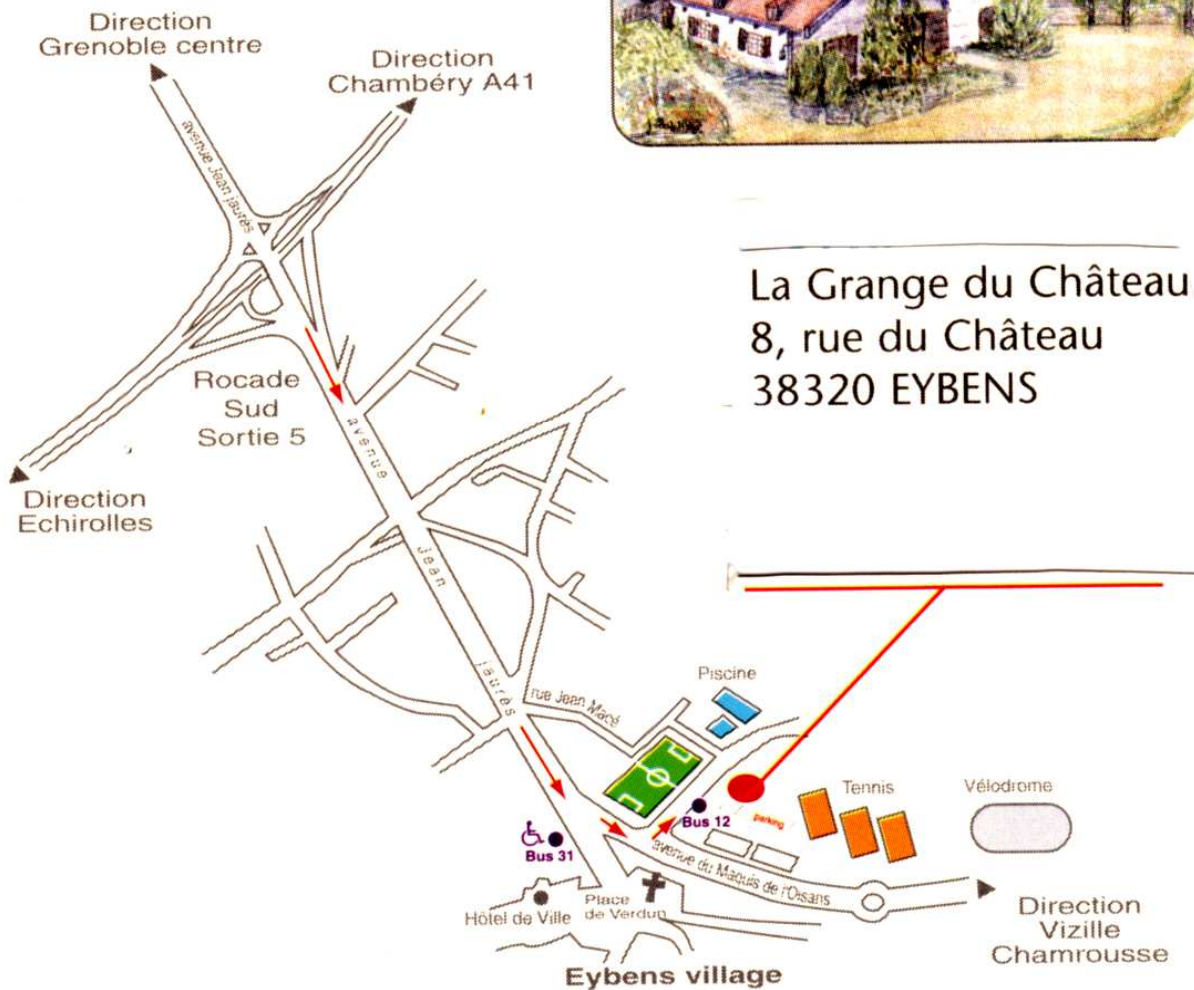 Direction
Grenoble centre
Direction
Chambéry A41
avenue Jean jaurès
La Grange du Château
8, rue du Château
38320 EYBENS
Rocade
Sud
Sortie 5
Direction
Echirolles
avenue
Jean
jaurès
rue Jean Macé
Piscine
Tennis
Vélodrome
parking
Bus 12
Bus 31
avenue du Maquis de l'Oisans
Hôtel de Ville
Place
de Verdun
Direction
Vizille
Chamrousse
Eybens village